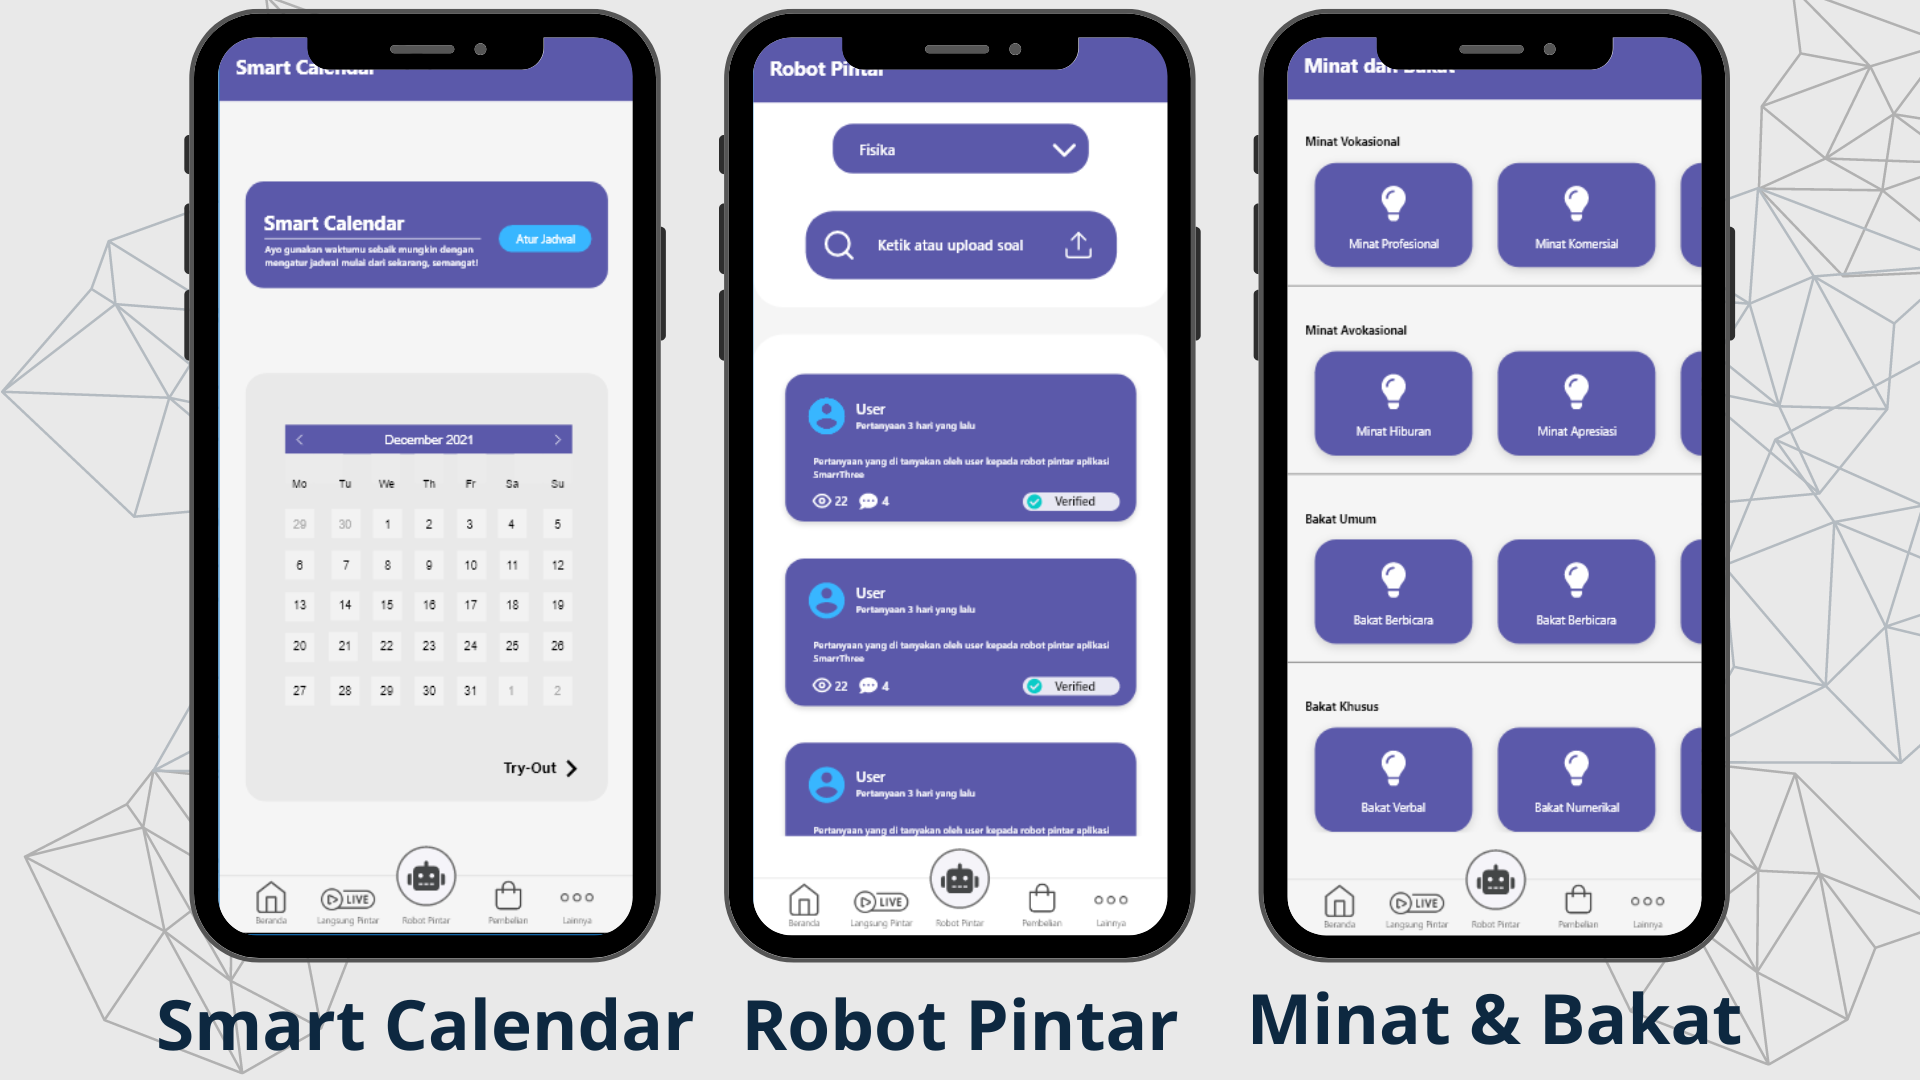 Smart Calendar
Smart Calendar
Ayo gunakan waktumu sebaik mungkin dengan
mengatur jadwal mulai dari sekarang, semangat!
Atur Jadwal
December 2021
Mo Tu We Th Fr Sa Su
29 30 1 2 3 4 5
6 7 8 9 10 11 12
13 14 15 16 17 18 19
20 21 22 23 24 25 26
27 28 29 30 31 1 2
Try-Out
Beranda
LIVE
Langsung Pintar
Robot Pintar
Pembelian
Lainnya
Smart Calendar
Robot Pintar
Fisika
Ketik atau upload soal
User
Pertanyaan 3 hari yang lalu
Pertanyaan yang di tanyakan oleh user kepada robot pintar aplikasi
SmarrThree
22 4 Verified
User
Pertanyaan 3 hari yang lalu
Pertanyaan yang di tanyakan oleh user kepada robot pintar aplikasi
SmarrThree
22 4 Verified
User
Pertanyaan 3 hari yang lalu
Pertanyaan yang di tanyakan oleh user kepada robot pintar aplikasi
Beranda
LIVE
Langsung Pintar
Robot Pintar
Pembelian
Lainnya
Robot Pintar
Minat dan Bakat
Minat Vokasional
Minat Profesional Minat Komersial
Minat Avokasional
Minat Hiburan Minat Apresiasi
Bakat Umum
Bakat Berbicara Bakat Berbicara
Bakat Khusus
Bakat Verbal Bakat Numerikal
Beranda
LIVE
Langsung Pintar
Robot Pintar
Pembelian
Lainnya
Minat & Bakat